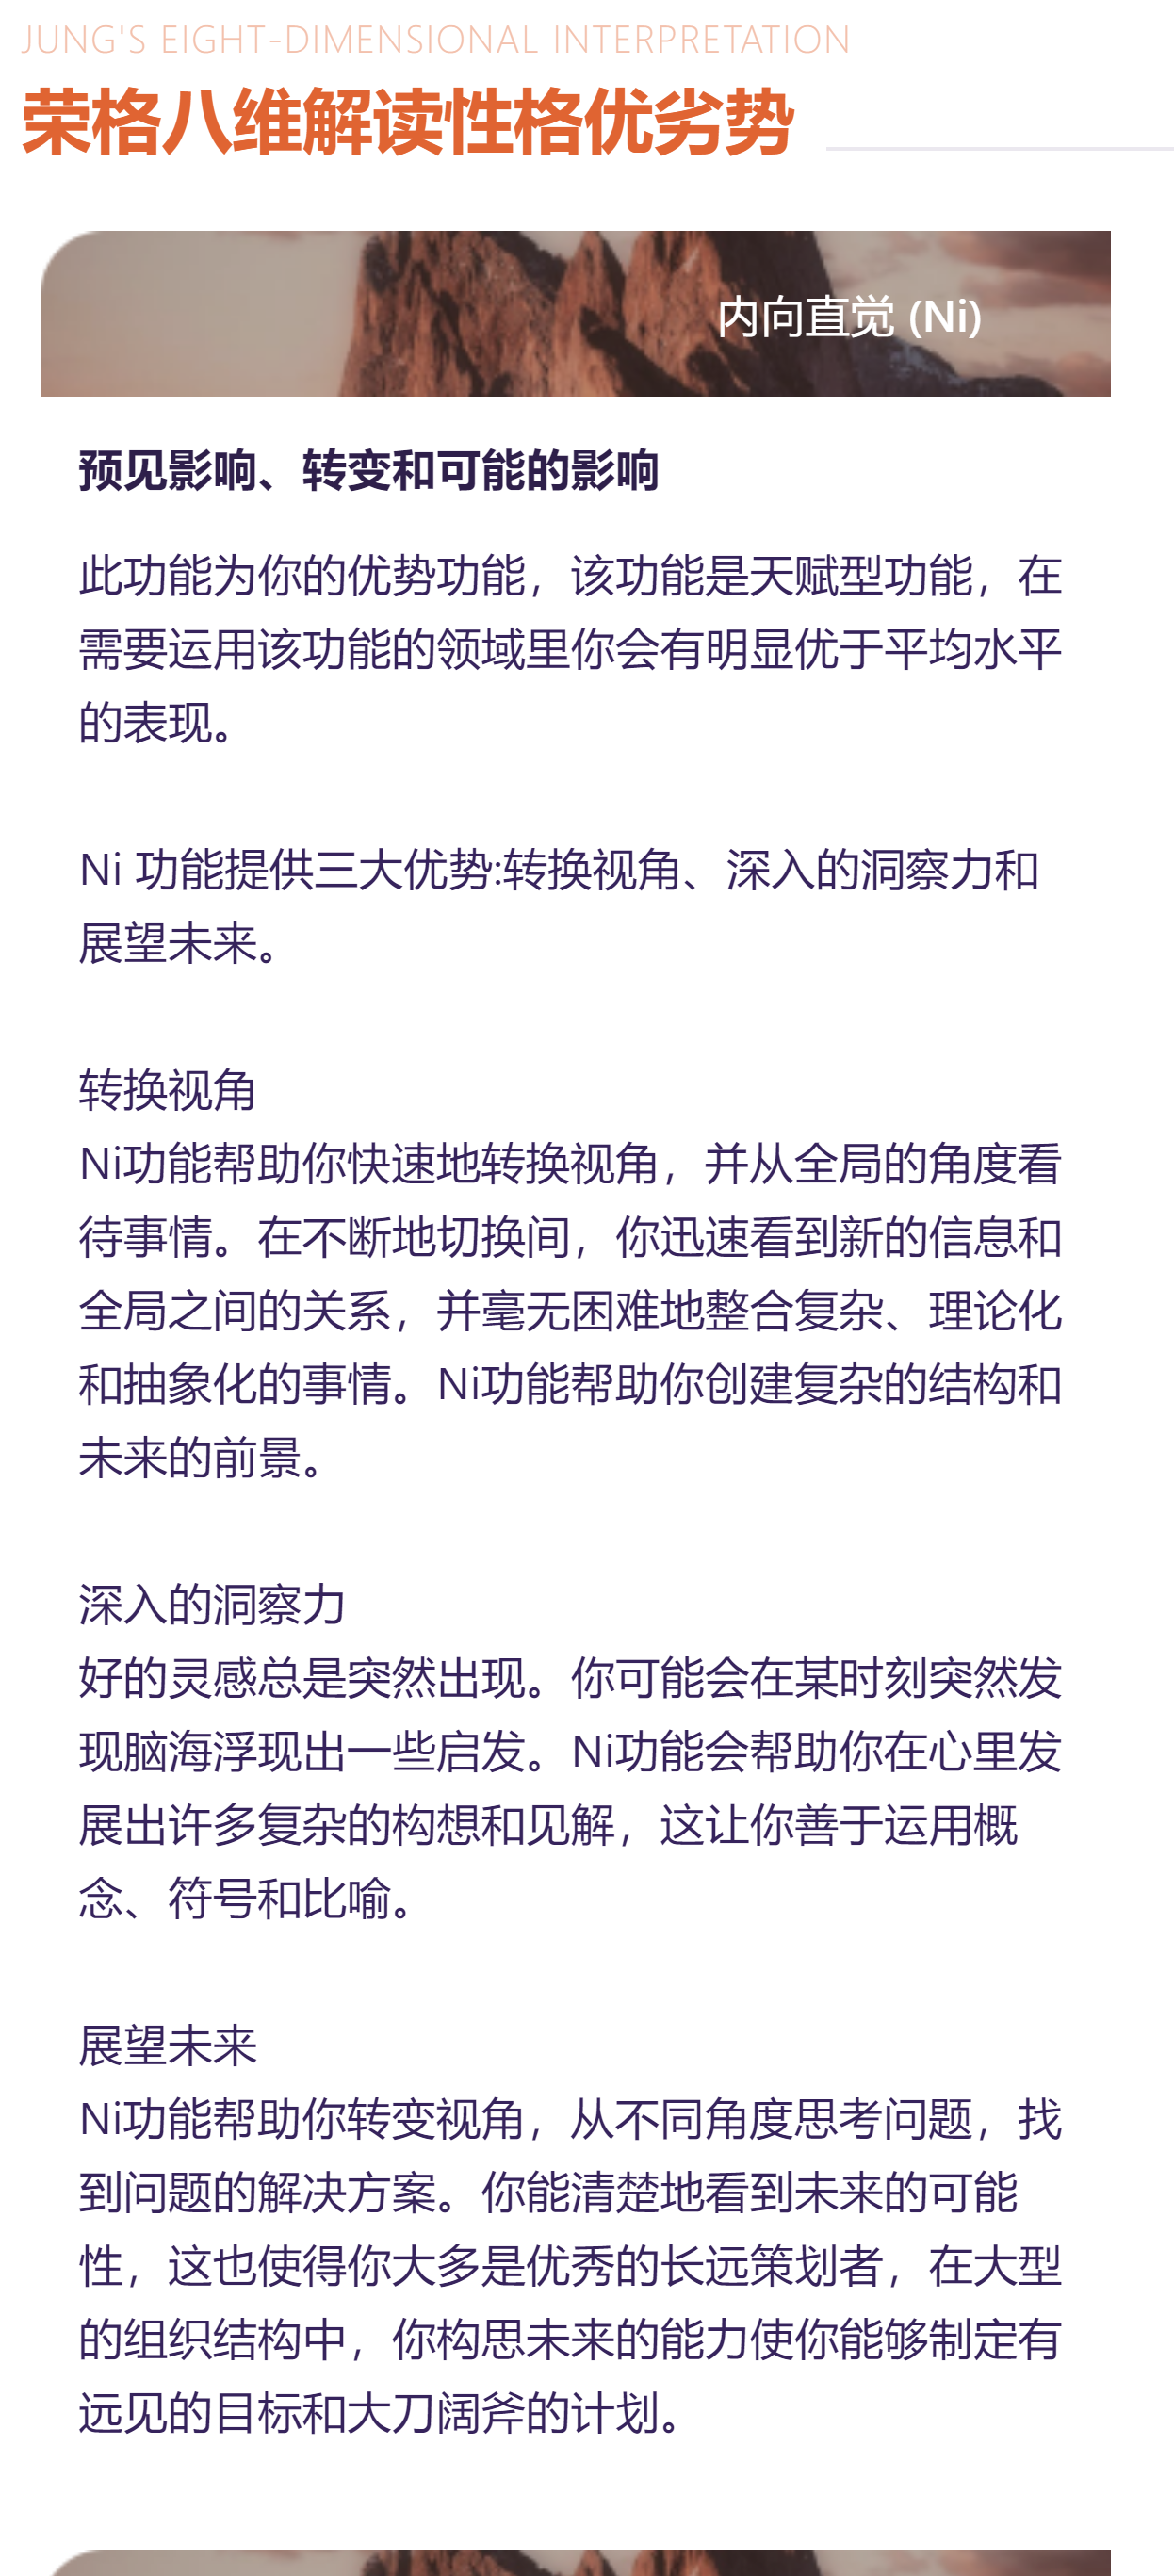 JUNG'S EIGHT-DIMENSIONAL INTERPRETATION
荣格八维解读性格优劣势
内向直觉 (Ni)
预见影响、转变和可能的影响
此功能为你的优势功能，该功能是天赋型功能，在
需要运用该功能的领域里你会有明显优于平均水平
的表现。
Ni 功能提供三大优势:转换视角、深入的洞察力和
展望未来。
转换视角
Ni功能帮助你快速地转换视角，并从全局的角度看
待事情。在不断地切换间，你迅速看到新的信息和
全局之间的关系，并毫无困难地整合复杂、理论化
和抽象化的事情。Ni功能帮助你创建复杂的结构和
未来的前景。
深入的洞察力
好的灵感总是突然出现。你可能会在某时刻突然发
现脑海浮现出一些启发。Ni功能会帮助你在心里发
展出许多复杂的构想和见解，这让你善于运用概
念、符号和比喻。
展望未来
Ni功能帮助你转变视角，从不同角度思考问题，找
到问题的解决方案。你能清楚地看到未来的可能
性，这也使得你大多是优秀的长远策划者，在大型
的组织结构中，你构思未来的能力使你能够制定有
远见的目标和大刀阔斧的计划。